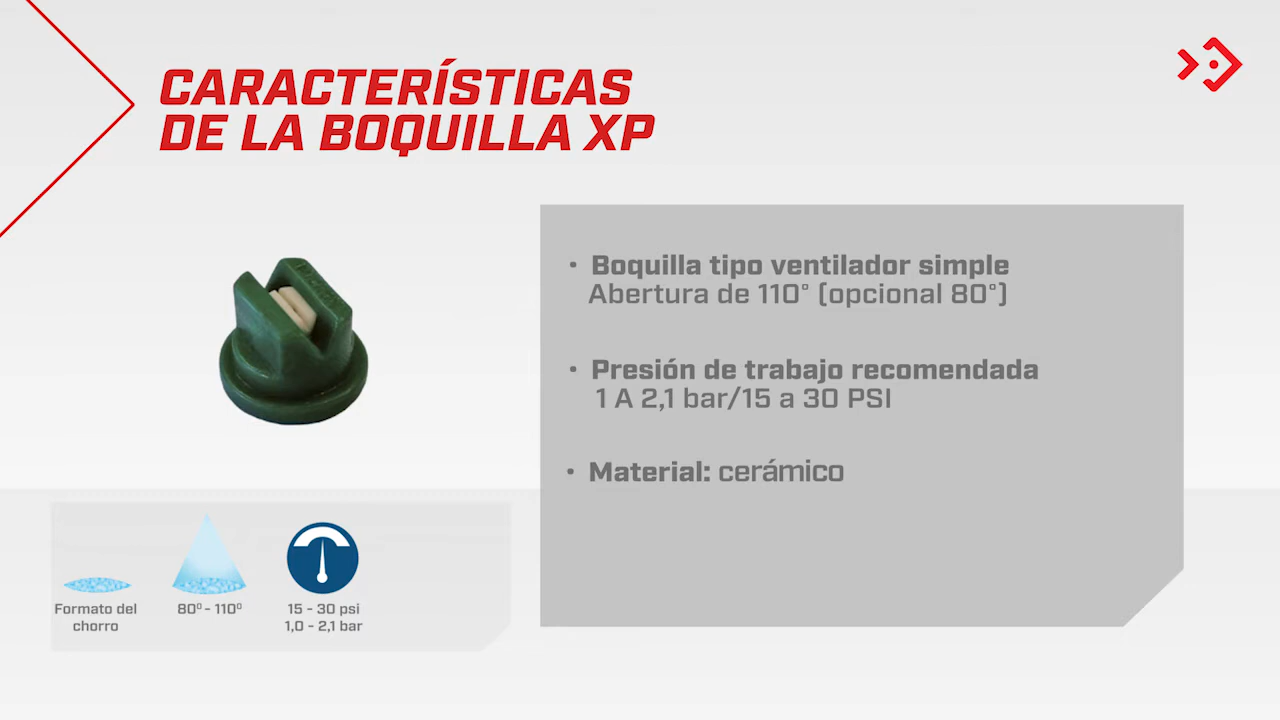 CARACTERÍSTICAS
DE LA BOQUILLA XP
• Boquilla tipo ventilador simple
Abertura de 110° (opcional 80°)
• Presión de trabajo recomendada
1 A 2,1 bar/15 a 30 PSI
• Material: cerámico
Formato del
chorro
80º - 110º
15 - 30 psi
1,0 - 2,1 bar